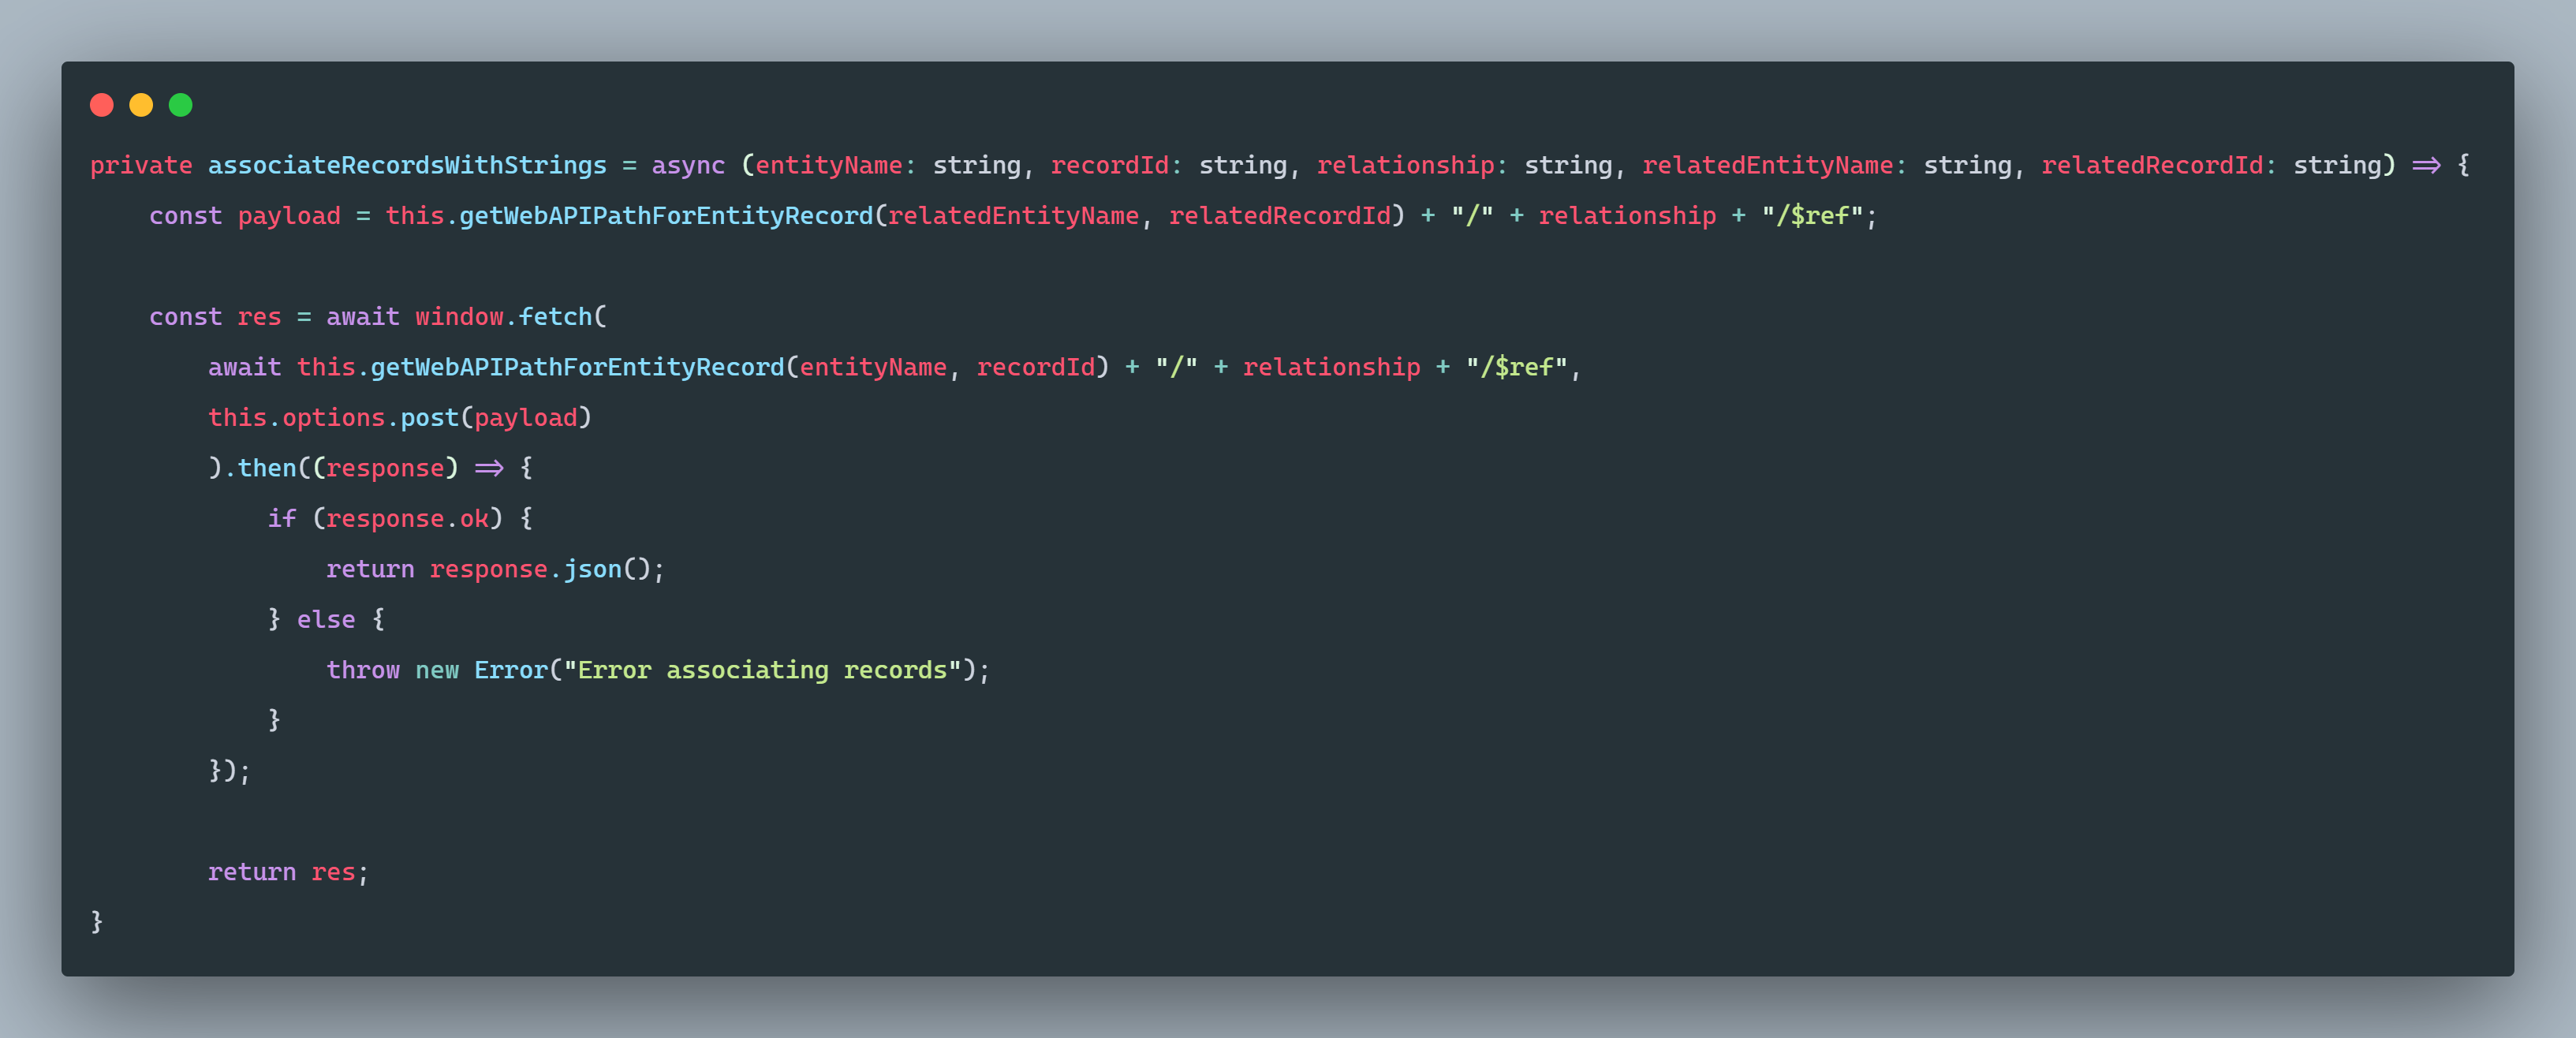 private associateRecordsWithStrings = async (entityName: string, recordId: string, relationship: string, relatedEntityName: string, relatedRecordId: string) => {
    const payload = this.getWebAPIPathForEntityRecord(relatedEntityName, relatedRecordId) + "/" + relationship + "/$ref";

    const res = await window.fetch(
        await this.getWebAPIPathForEntityRecord(entityName, recordId) + "/" + relationship + "/$ref",
        this.options.post(payload)
        ).then((response) => {
            if (response.ok) {
                return response.json();
            } else {
                throw new Error("Error associating records");
            }
        });

        return res;
}